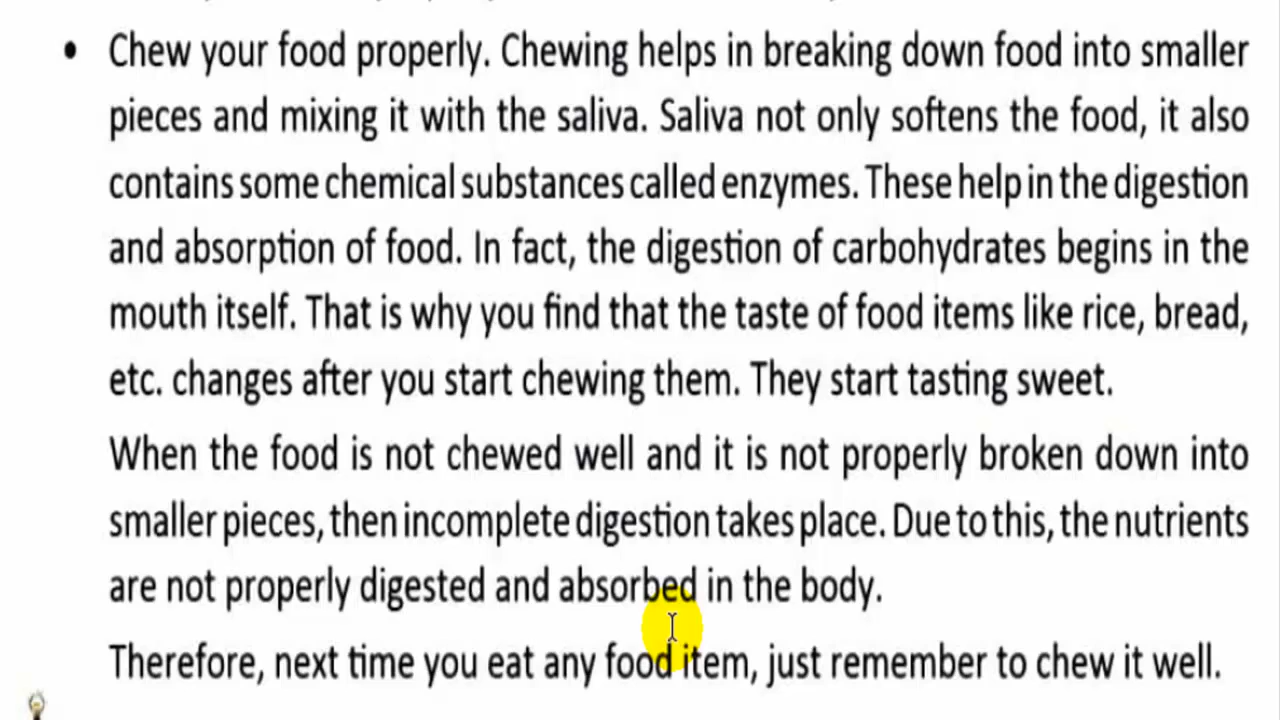 • Chew your food properly. Chewing helps in breaking down food into smaller
pieces and mixing it with the saliva. Saliva not only softens the food, it also
contains some chemical substances called enzymes. These help in the digestion
and absorption of food. In fact, the digestion of carbohydrates begins in the
mouth itself. That is why you find that the taste of food items like rice, bread,
etc. changes after you start chewing them. They start tasting sweet.
When the food is not chewed well and it is not properly broken down into
smaller pieces, then incomplete digestion takes place. Due to this, the nutrients
are not properly digested and absorbed in the body.
Therefore, next time you eat any food item, just remember to chew it well.